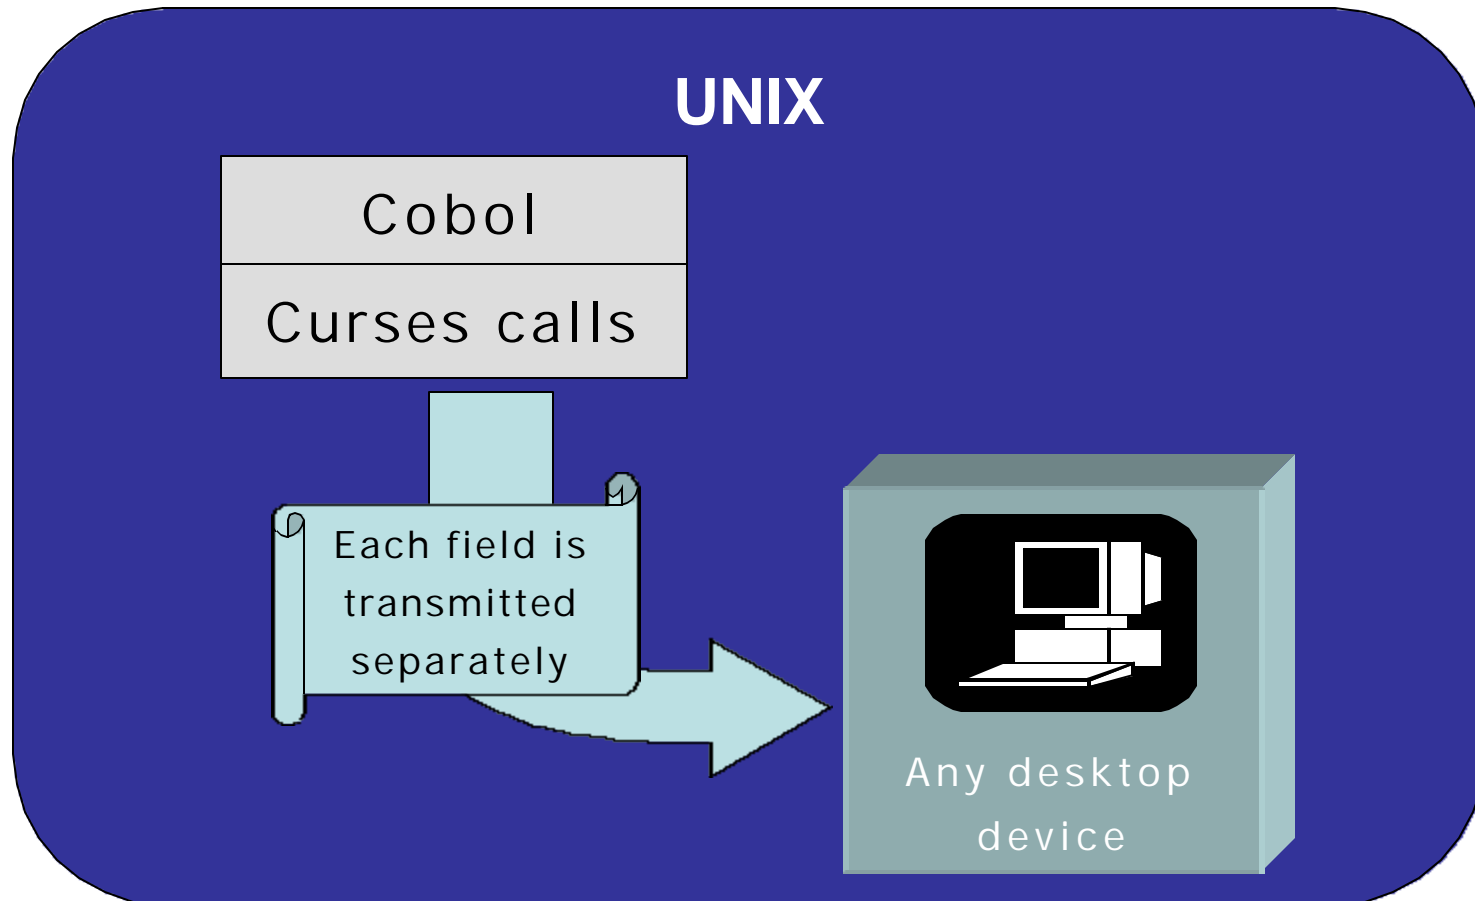 UNIX
Cobol
Curses calls
Each field is
transmitted
separately
Any desktop
device